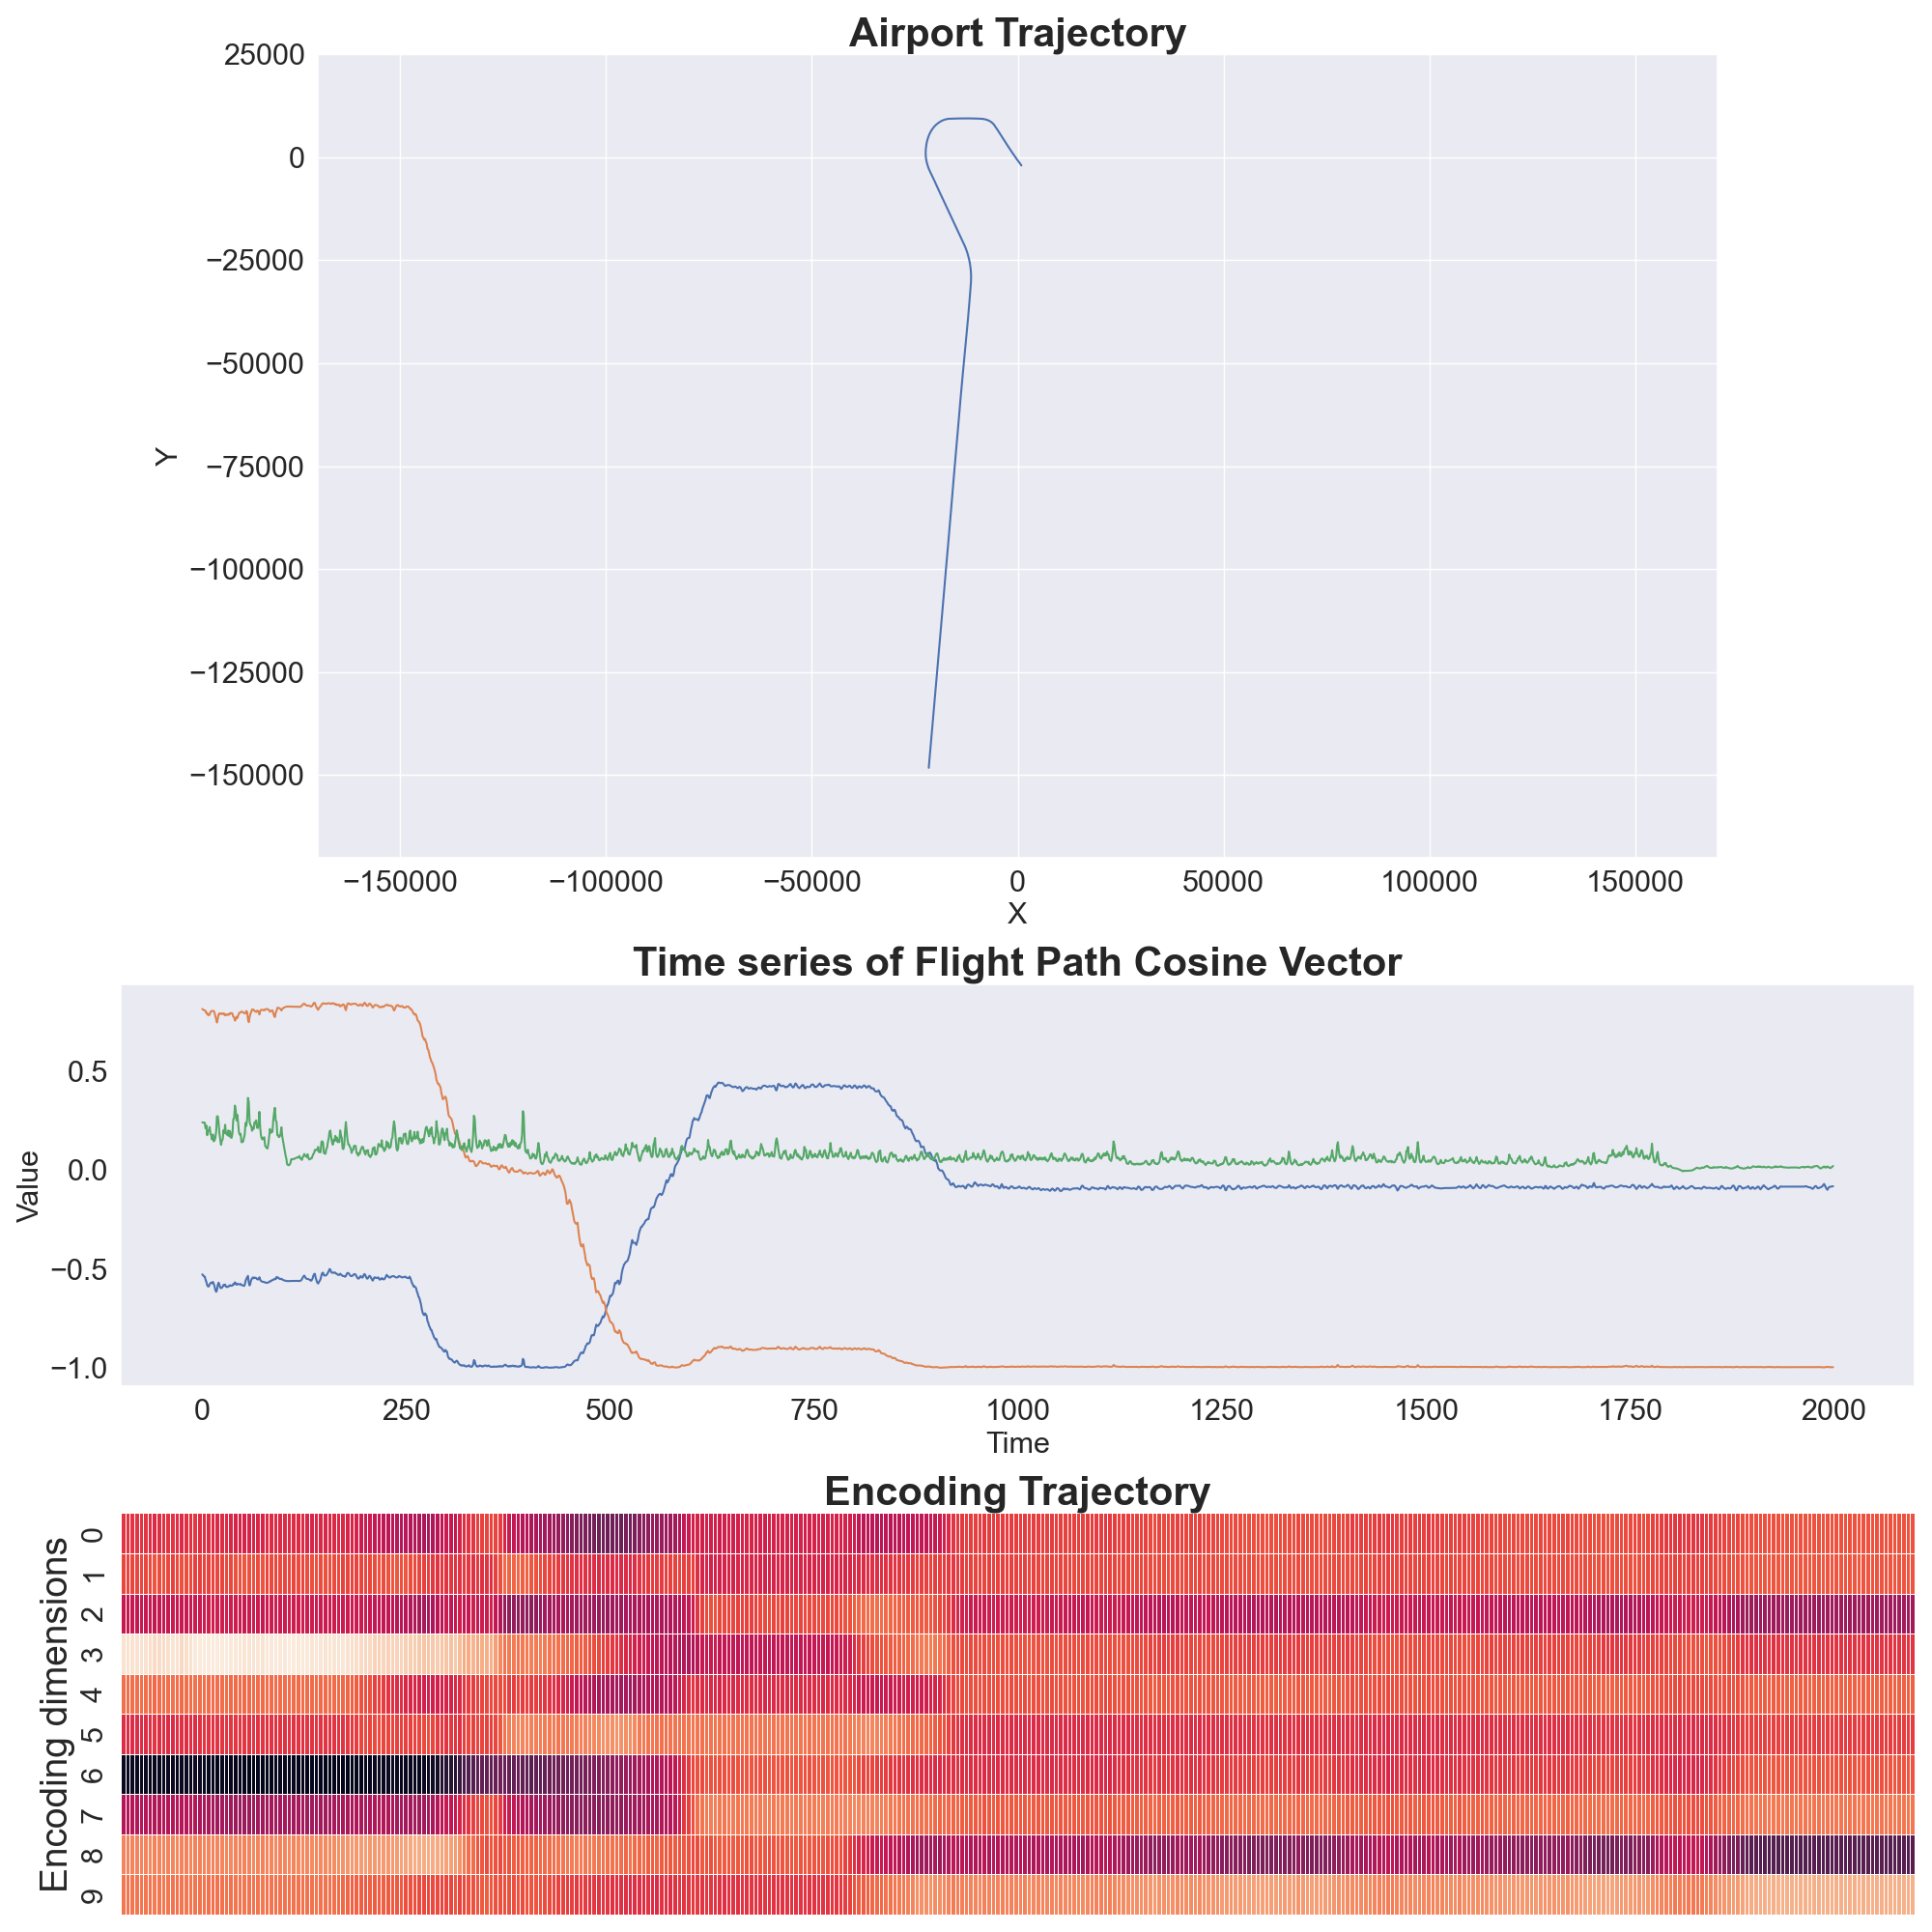 Airport Trajectory
25000
0
−25000
−50000
−75000
−100000
−125000
−150000
Y
−150000 −100000 −50000 0 50000 100000 150000
X
Time series of Flight Path Cosine Vector
0.5
0.0
−0.5
−1.0
Value
0 250 500 750 1000 1250 1500 1750 2000
Time
Encoding Trajectory
Encoding dimensions
0
1
2
3
4
5
6
7
8
9